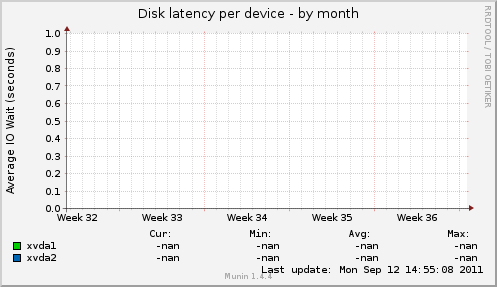 Disk latency per device - by month
RRDTOOL / TOBI OETIKER
Average IO Wait (seconds)
1.0
0.9
0.8
0.7
0.6
0.5
0.4
0.3
0.2
0.1
0.0
Week 32 Week 33 Week 34 Week 35 Week 36
Cur: Min: Avg: Max:
xvda1 -nan -nan -nan -nan
xvda2 -nan -nan -nan -nan
Last update: Mon Sep 12 14:55:08 2011
Munin 1.4.4